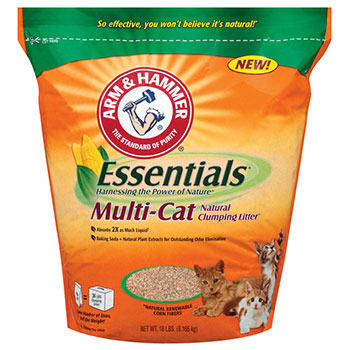 So effective, you won't believe it's natural!
NEW!
ARM & HAMMER
THE STANDARD OF PURITY
Essentials®
Harnessing the Power of Nature
Multi-Cat
Natural
Clumping Litter
Absorbs 2X as Much Liquid
Baking Soda + Natural Plant Extracts for Outstanding Odor Elimination
*NATURAL RENEWABLE
CORN FIBERS
NET WT. 18 LBS. (8.165 kg)